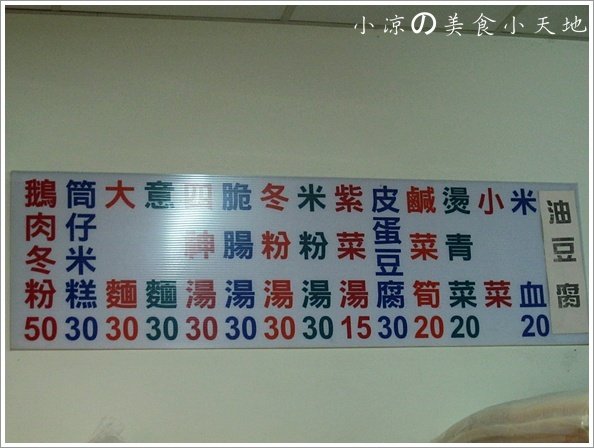 小涼の美食小天地
鵝肉冬粉 50
筒仔米糕 30
大麵 30
意麵 30
四神湯 30
脆腸湯 30
冬粉湯 30
米粉湯 30
紫菜湯 15
皮蛋豆腐 30
鹹菜筍 20
燙青菜 20
小菜
米血 20
油豆腐